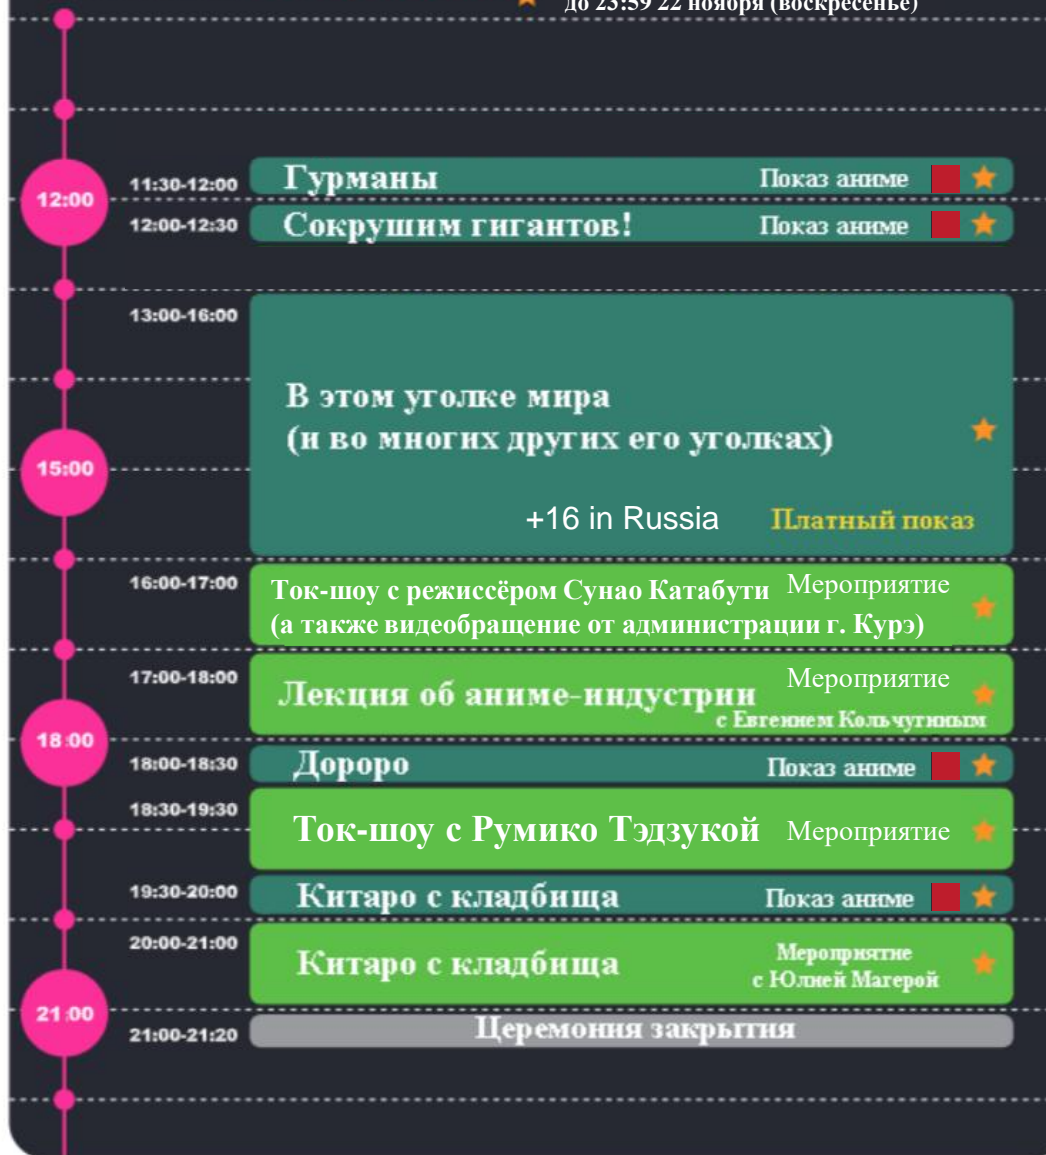 до 23:59 22 ноября (воскресенье)
11:30-12:00 Гурманы Показ аниме
12:00
12:00-12:30 Сокрушим гигантов! Показ аниме
13:00-16:00
В этом уголке мира
(и во многих других его уголках)
15:00
+16 in Russia Платный показ
16:00-17:00 Ток-шоу с режиссёром Сунао Катабути Мероприятие
(а также видеобращение от администрации г. Курэ)
17:00-18:00 Лекция об аниме-индустрии Мероприятие
с Евгением Кольчугиным
18:00
18:00-18:30 Дороро Показ аниме
18:30-19:30 Ток-шоу с Румико Тэдзукой Мероприятие
19:30-20:00 Китаро с кладбища Показ аниме
20:00-21:00 Китаро с кладбища Мероприятие
с Юлией Магерой
21:00
21:00-21:20 Церемония закрытия